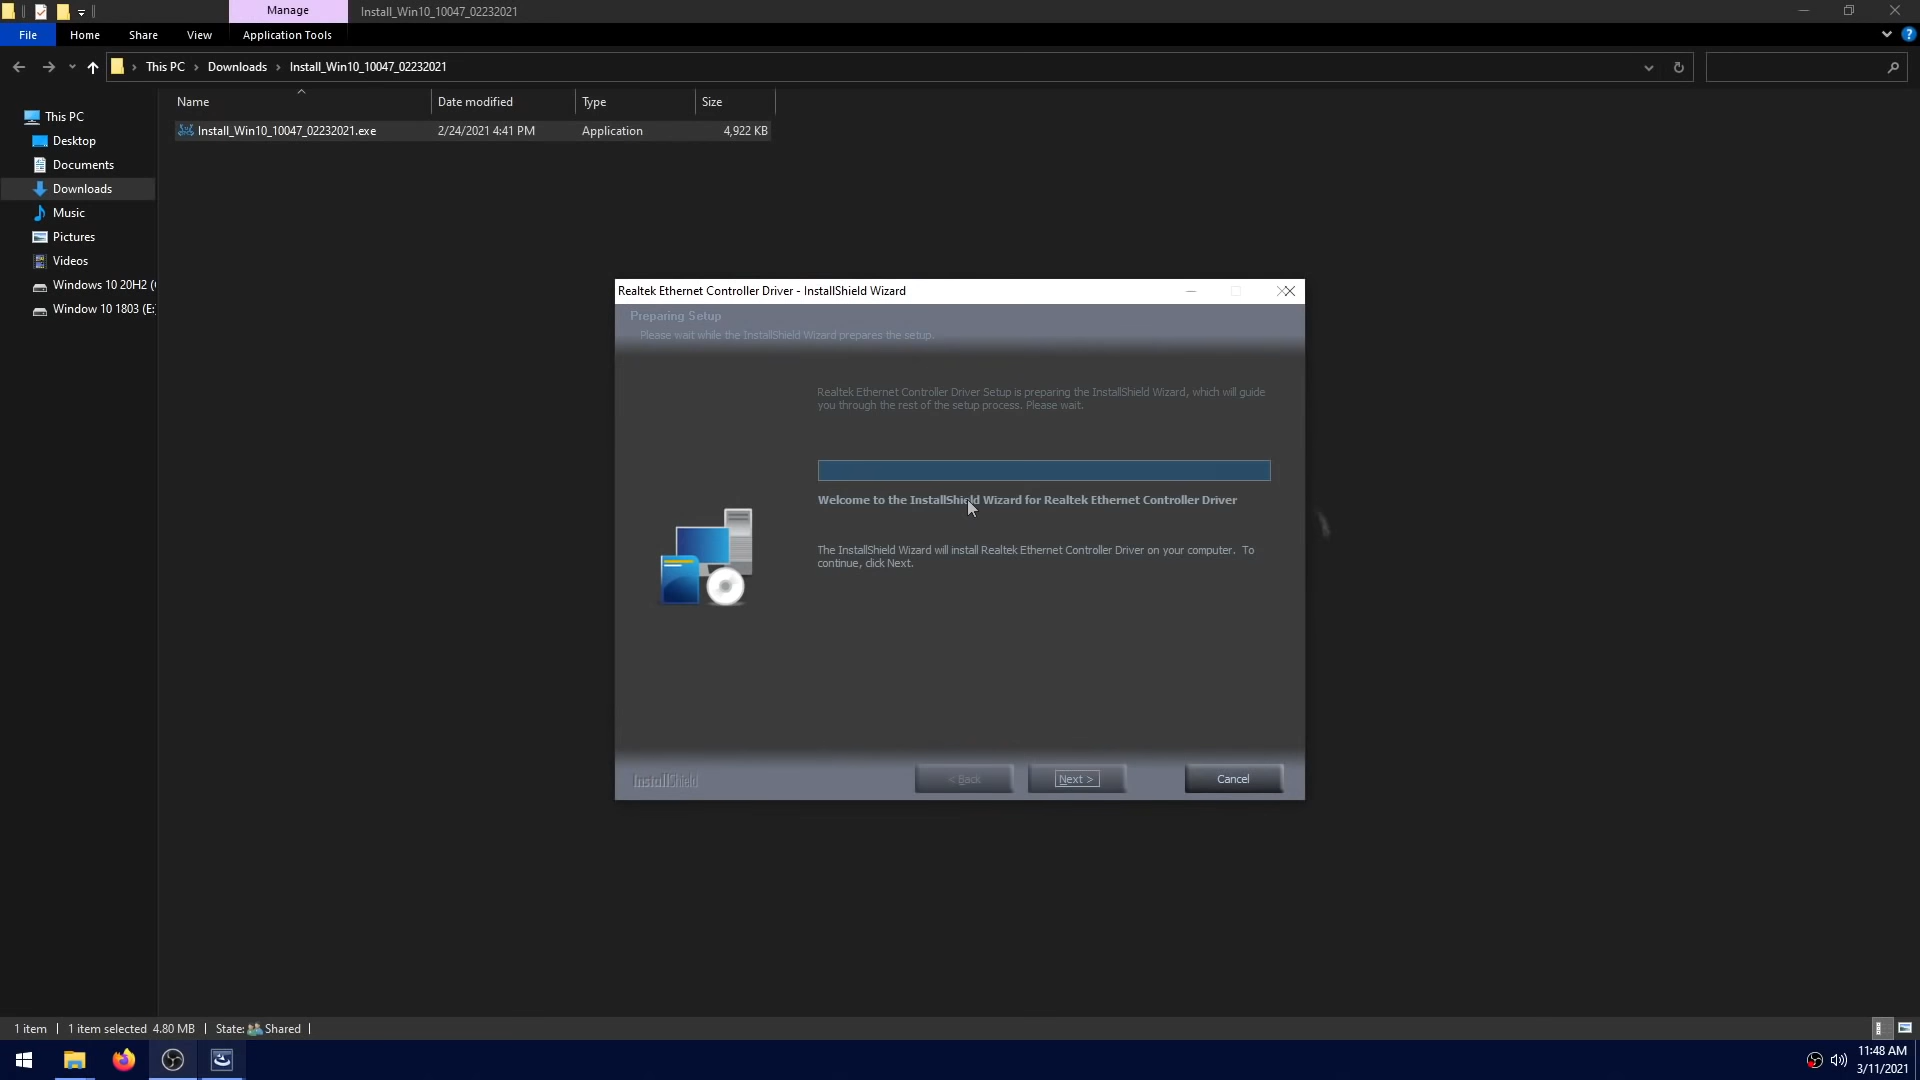 Manage
Install_Win10_10047_02232021
File
Home
Share
View
Application Tools
?
This PC
Downloads
Install_Win10_10047_02232021
Name
Date modified
Type
Size
Install_Win10_10047_02232021.exe
2/24/2021 4:41 PM
Application
4,922 KB
This PC
Desktop
Documents
Downloads
Music
Pictures
Videos
Windows 10 20H2 (
Window 10 1803 (E:
Realtek Ethernet Controller Driver - InstallShield Wizard
Preparing Setup
Please wait while the InstallShield Wizard prepares the setup.
Realtek Ethernet Controller Driver Setup is preparing the InstallShield Wizard, which will guide
you through the rest of the setup process. Please wait.
Welcome to the InstallShield Wizard for Realtek Ethernet Controller Driver
The InstallShield Wizard will install Realtek Ethernet Controller Driver on your computer. To
continue, click Next.
InstallShield
< Back
Next >
Cancel
1 item
1 item selected 4.80 MB
State: Shared
11:48 AM
3/11/2021